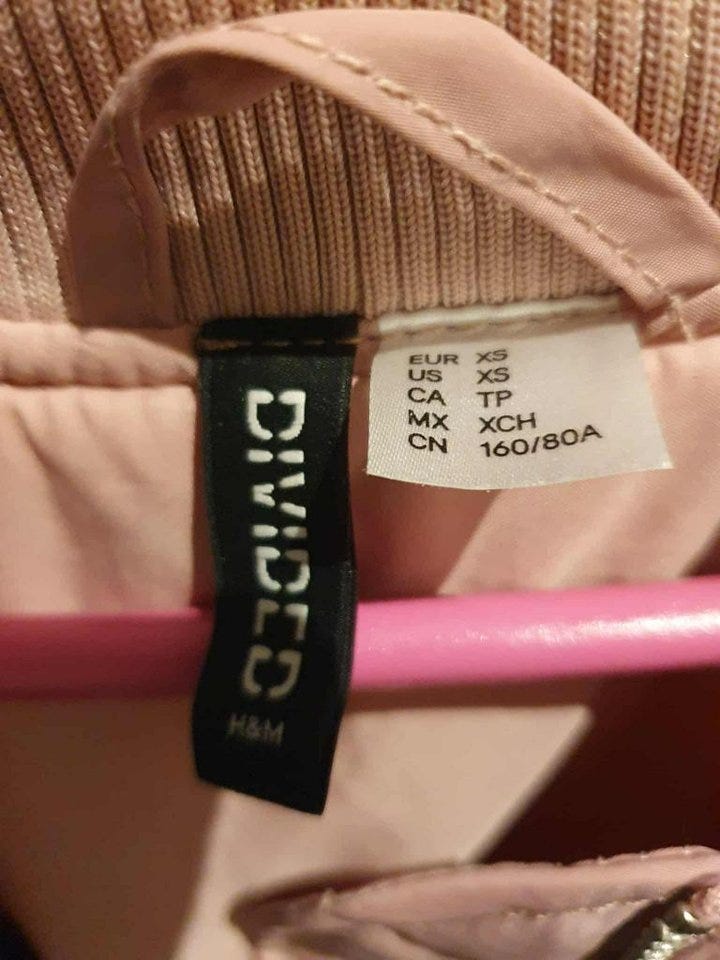 DIVIDED
H&M
EUR XS
US XS
CA TP
MX XCH
CN 160/80A